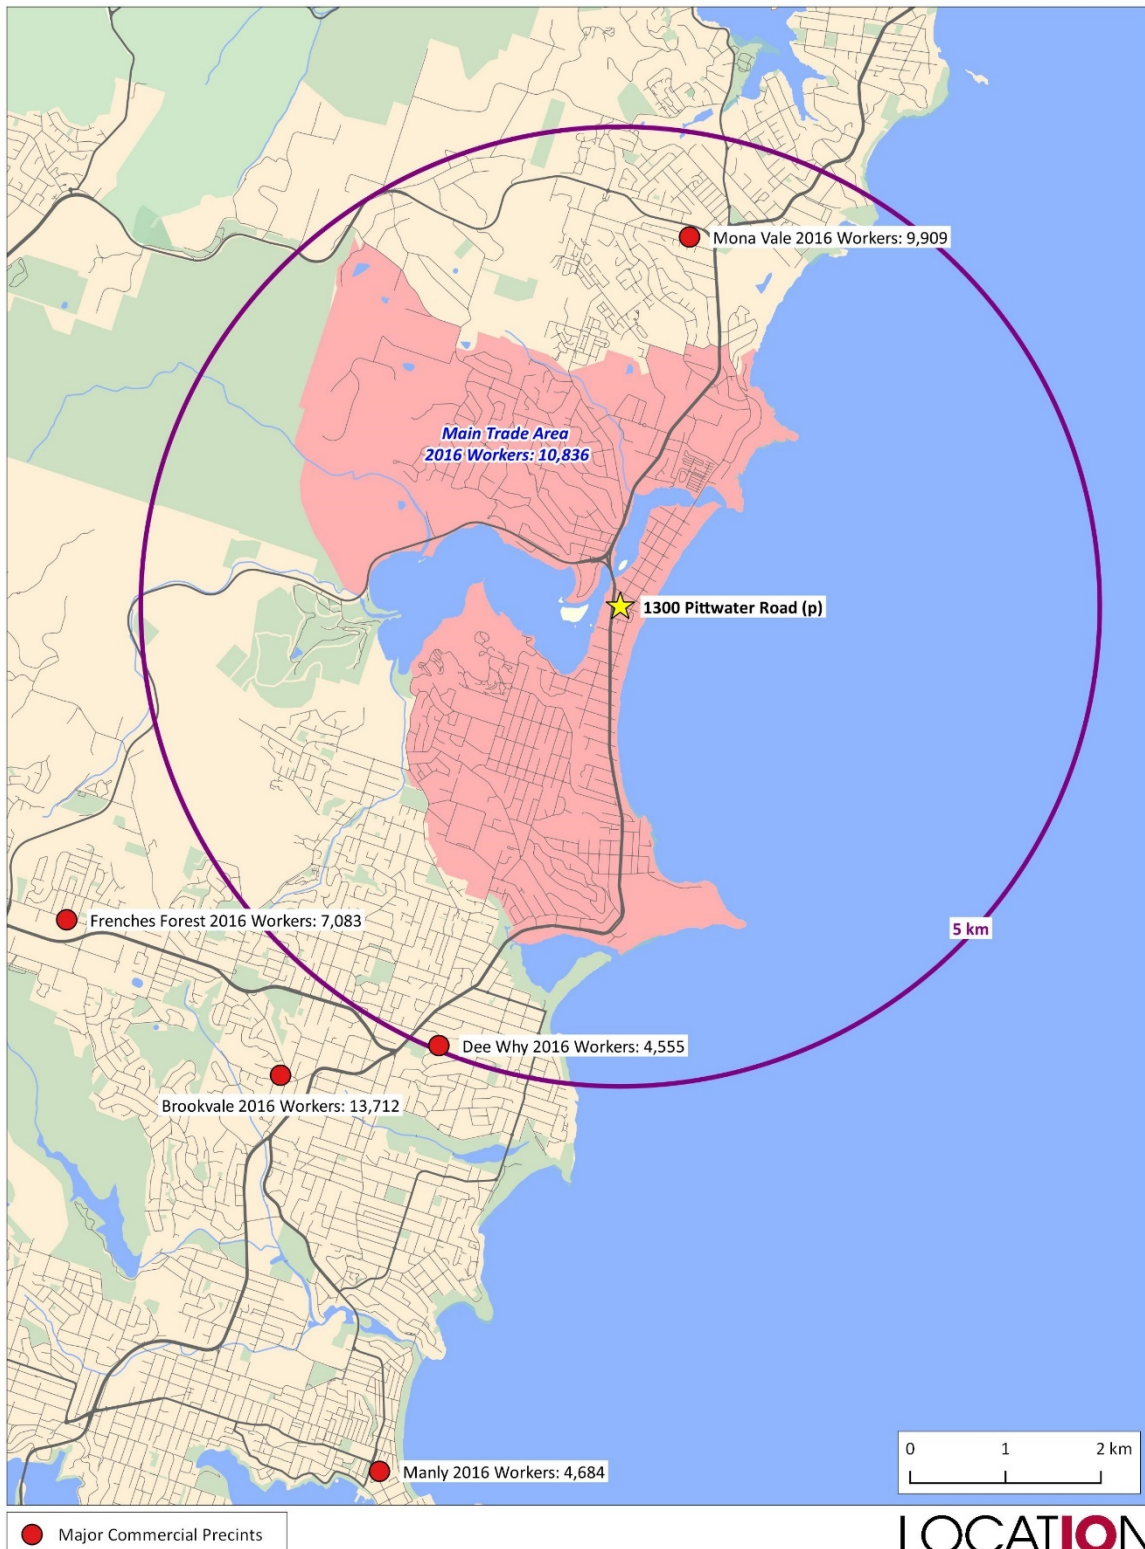 Mona Vale 2016 Workers: 9,909
Main Trade Area
2016 Workers: 10,836
1300 Pittwater Road (p)
Frenches Forest 2016 Workers: 7,083
5 km
Dee Why 2016 Workers: 4,555
Brookvale 2016 Workers: 13,712
0 1 2 km
Manly 2016 Workers: 4,684
Major Commercial Precints
LOCATION